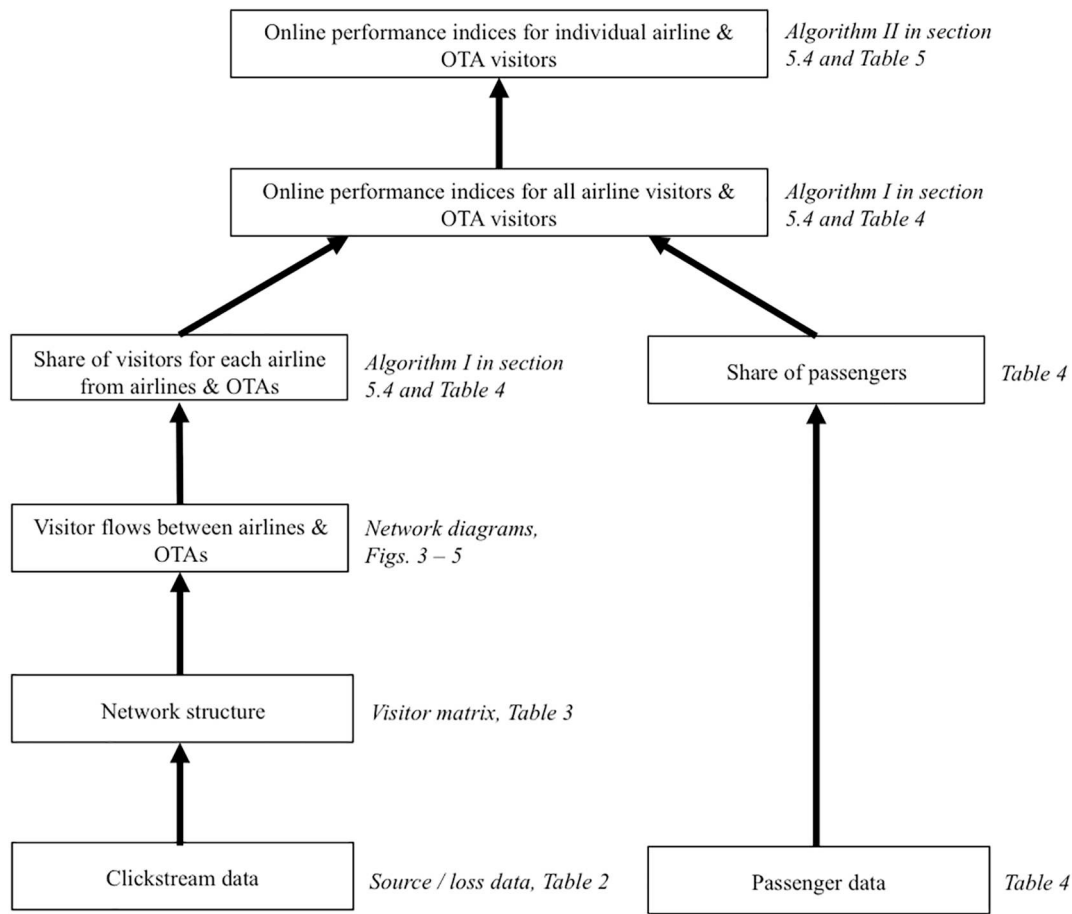 Online performance indices for individual airline &
OTA visitors
Algorithm II in section
5.4 and Table 5
Online performance indices for all airline visitors &
OTA visitors
Algorithm I in section
5.4 and Table 4
Share of visitors for each airline
from airlines & OTAs
Algorithm I in section
5.4 and Table 4
Share of passengers
Table 4
Visitor flows between airlines &
OTAs
Network diagrams,
Figs. 3 – 5
Network structure
Visitor matrix, Table 3
Clickstream data
Source / loss data, Table 2
Passenger data
Table 4